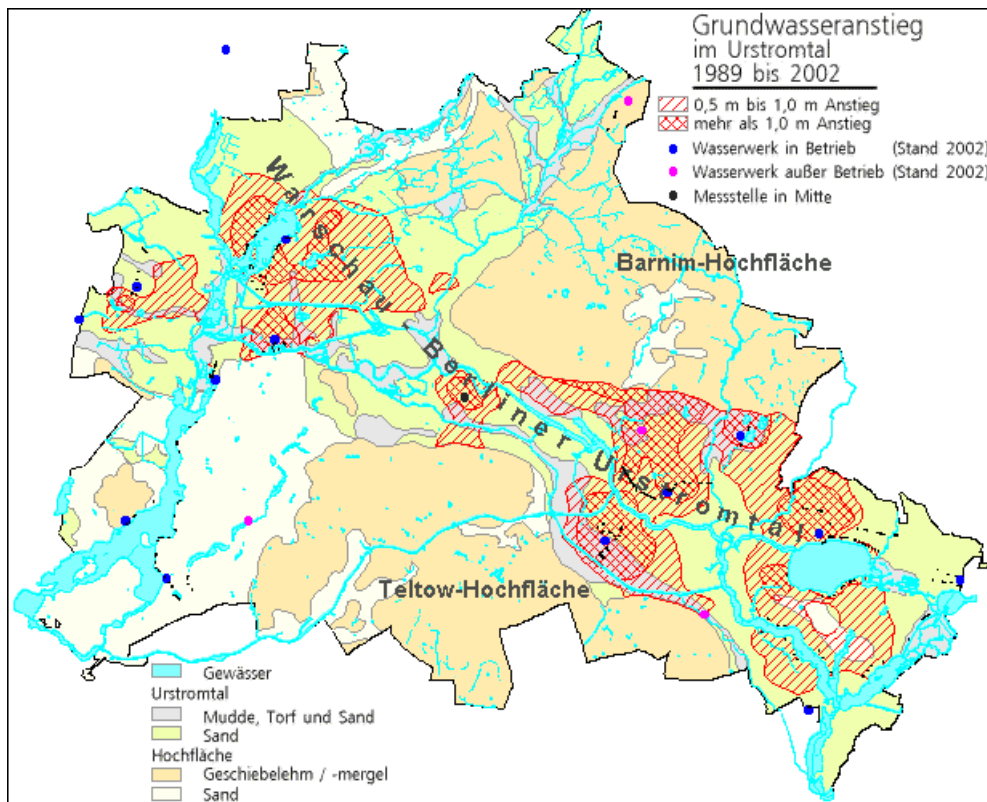 Grundwasseranstieg
im Urstromtal
1989 bis 2002
0,5 m bis 1,0 m Anstieg
mehr als 1,0 m Anstieg
Wasserwerk in Betrieb (Stand 2002)
Wasserwerk außer Betrieb (Stand 2002)
Messstelle in Mitte
Warschau-Berliner Urstromtal
Barnim-Hochfläche
Teltow-Hochfläche
Gewässer
Urstromtal
Mudde, Torf und Sand
Sand
Hochfläche
Geschiebelehm / -mergel
Sand